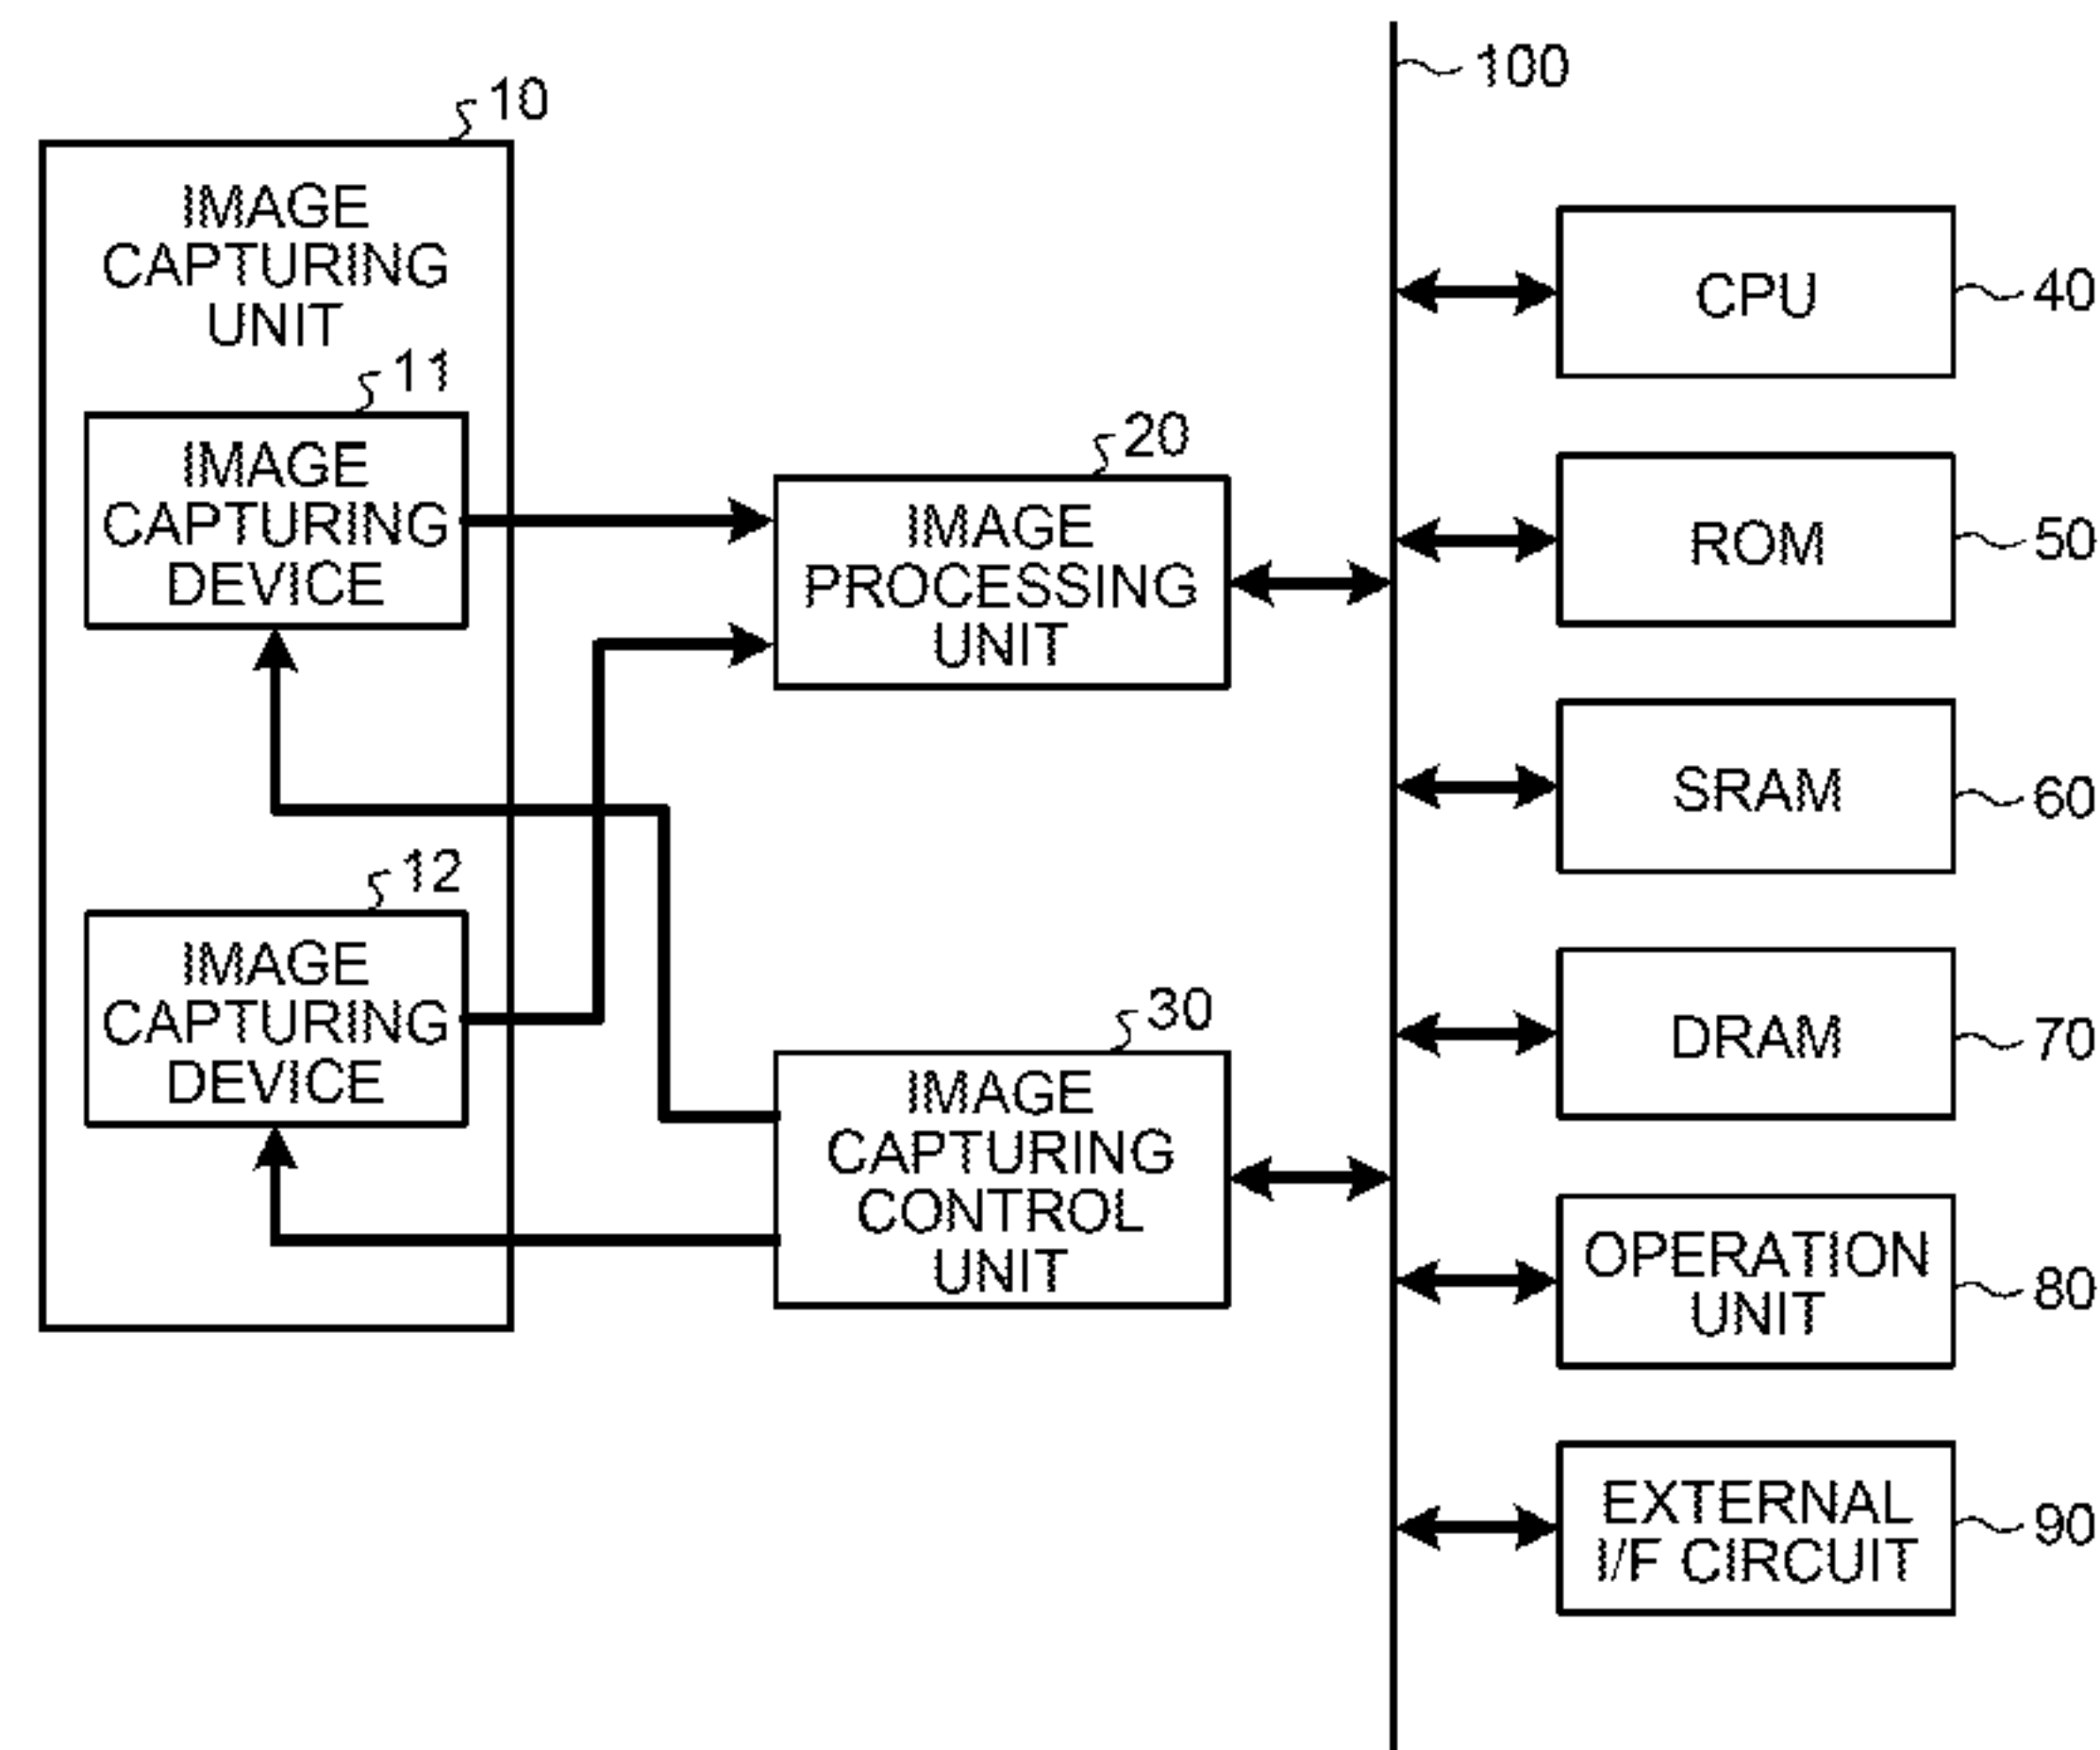 100
10
IMAGE
CAPTURING
UNIT
11
IMAGE
CAPTURING
DEVICE
12
IMAGE
CAPTURING
DEVICE
20
IMAGE
PROCESSING
UNIT
30
IMAGE
CAPTURING
CONTROL
UNIT
CPU
40
ROM
50
SRAM
60
DRAM
70
OPERATION
UNIT
80
EXTERNAL
I/F CIRCUIT
90